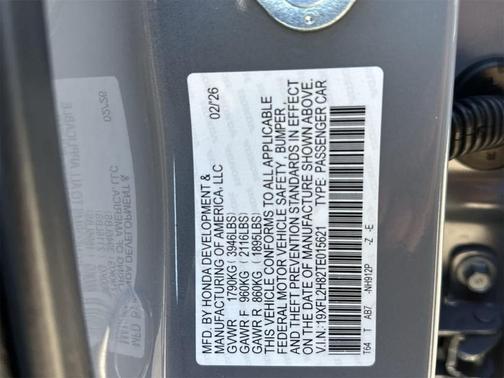 MFD. BY HONDA DEVELOPMENT & 02/26
MANUFACTURING OF AMERICA, LLC
GVWR 1790KG(3946LBS)
GAWR F 960KG(2116LBS)
GAWR R 860KG(1895LBS)
THIS VEHICLE CONFORMS TO ALL APPLICABLE
FEDERAL MOTOR VEHICLE SAFETY, BUMPER,
AND THEFT PREVENTION STANDARDS IN EFFECT
ON THE DATE OF MANUFACTURE SHOWN ABOVE.
V.I.N.:19XFL2H82TE015621 TYPE: PASSENGER CAR
T64 T AB7 -NH912P -Z -E